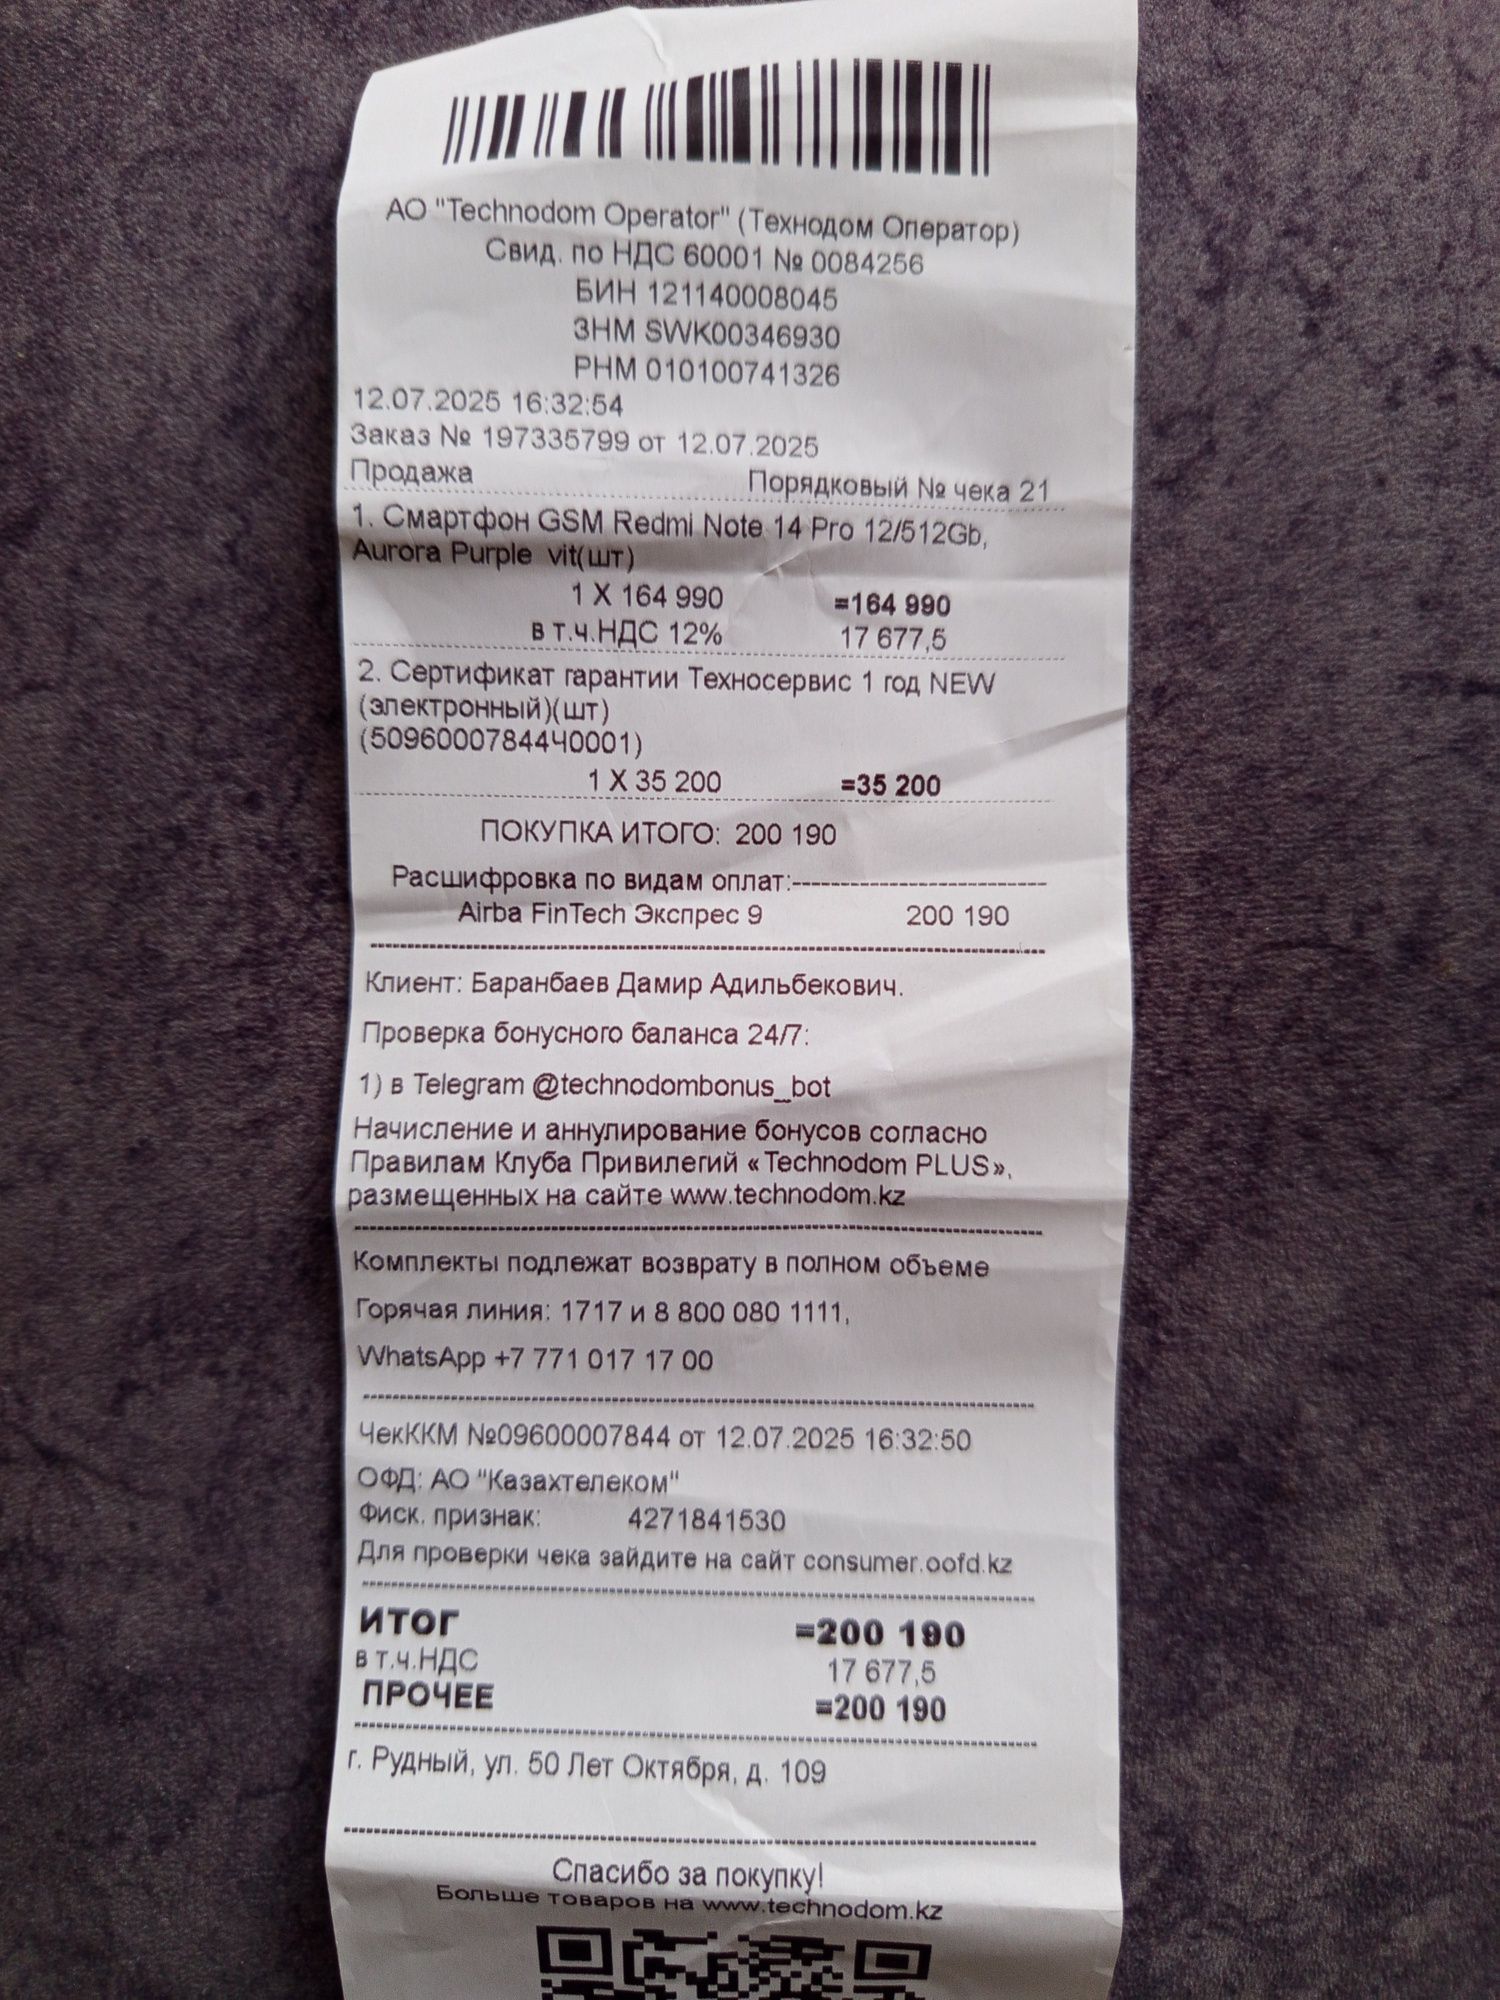 АО "Technodom Operator" (Технодом Оператор)
Свид. по НДС 60001 № 0084256
БИН 121140008045
ЗНМ SWK00346930
РНМ 010100741326
12.07.2025 16:32:54
Заказ № 197335799 от 12.07.2025
Продажа Порядковый № чека 21
1. Смартфон GSM Redmi Note 14 Pro 12/512Gb,
Aurora Purple vit(шт)
1 X 164 990 =164 990
в т.ч.НДС 12% 17 677,5
2. Сертификат гарантии Техносервис 1 год NEW
(электронный)(шт)
(50960007844Ч0001)
1 X 35 200 =35 200
ПОКУПКА ИТОГО: 200 190
Расшифровка по видам оплат:--------------------------
Airba FinTech Экспрес 9 200 190
Клиент: Баранбаев Дамир Адильбекович.
Проверка бонусного баланса 24/7:
1) в Telegram @technodombonus_bot
Начисление и аннулирование бонусов согласно
Правилам Клуба Привилегий «Technodom PLUS»,
размещенных на сайте www.technodom.kz
Комплекты подлежат возврату в полном объеме
Горячая линия: 1717 и 8 800 080 1111,
WhatsApp +7 771 017 17 00
ЧекККМ №09600007844 от 12.07.2025 16:32:50
ОФД: АО "Казахтелеком"
Фиск. признак: 4271841530
Для проверки чека зайдите на сайт consumer.oofd.kz
ИТОГ =200 190
в т.ч.НДС 17 677,5
ПРОЧЕЕ =200 190
г. Рудный, ул. 50 Лет Октября, д. 109
Спасибо за покупку!
Больше товаров на www.technodom.kz